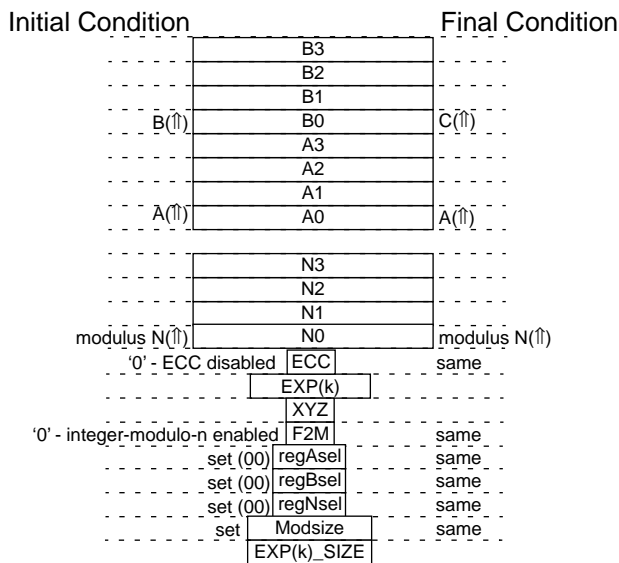 Initial Condition Final Condition
B3
B2
B1
B(⇑) B0 C(⇑)
A3
A2
A1
A(⇑) A0 A(⇑)
N3
N2
N1
modulus N(⇑) N0 modulus N(⇑)
‘0’ - ECC disabled ECC same
EXP(k)
XYZ
‘0’ - integer-modulo-n enabled F2M same
set (00) regAsel same
set (00) regBsel same
set (00) regNsel same
set Modsize same
EXP(k)_SIZE